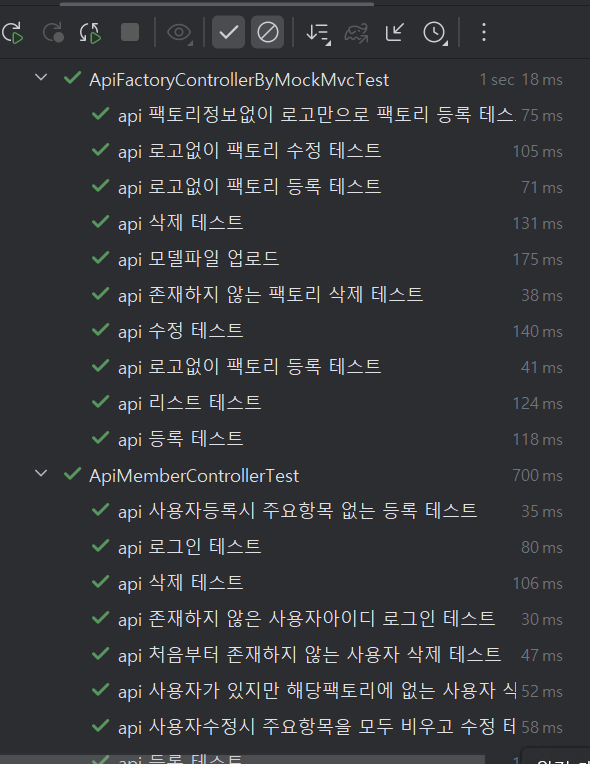 ApiFactoryControllerByMockMvcTest 1 sec 18 ms
api 팩토리정보없이 로고만으로 팩토리 등록 테스. 75 ms
api 로고없이 팩토리 수정 테스트 105 ms
api 로고없이 팩토리 등록 테스트 71 ms
api 삭제 테스트 131 ms
api 모델파일 업로드 175 ms
api 존재하지 않는 팩토리 삭제 테스트 38 ms
api 수정 테스트 140 ms
api 로고없이 팩토리 등록 테스트 41 ms
api 리스트 테스트 124 ms
api 등록 테스트 118 ms
ApiMemberControllerTest 700 ms
api 사용자등록시 주요항목 없는 등록 테스트 35 ms
api 로그인 테스트 80 ms
api 삭제 테스트 106 ms
api 존재하지 않은 사용자아이디 로그인 테스트 30 ms
api 처음부터 존재하지 않는 사용자 삭제 테스트 47 ms
api 사용자가 있지만 해당팩토리에 없는 사용자 52 ms
api 사용자수정시 주요항목을 모두 비우고 수정 테 58 ms
api 등록 테스트